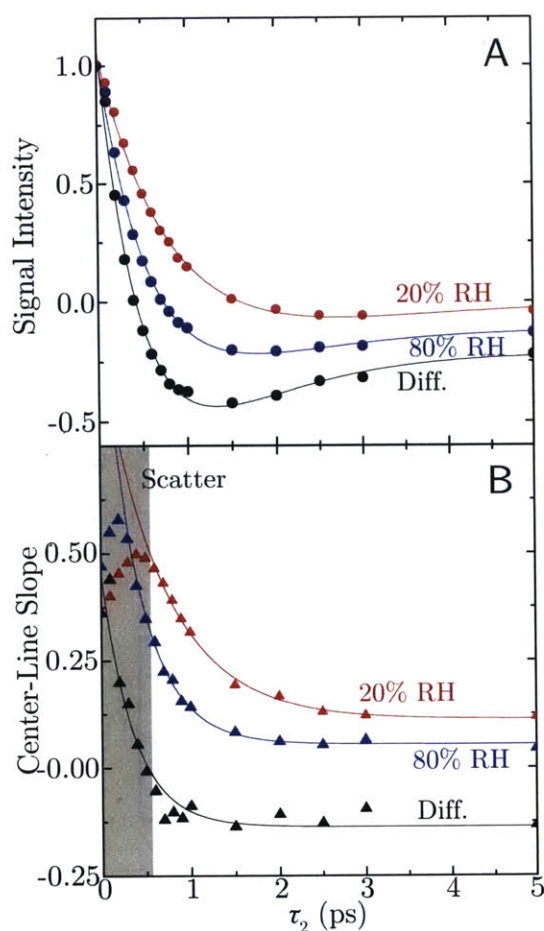 A
1.0
0.5
0.0
-0.5
Signal Intensity
20% RH
80% RH
Diff.
B
Scatter
0.50
0.25
-0.00
-0.25
Center-Line Slope
20% RH
80% RH
Diff.
0 1 2 3 4 5
τ2 (ps)